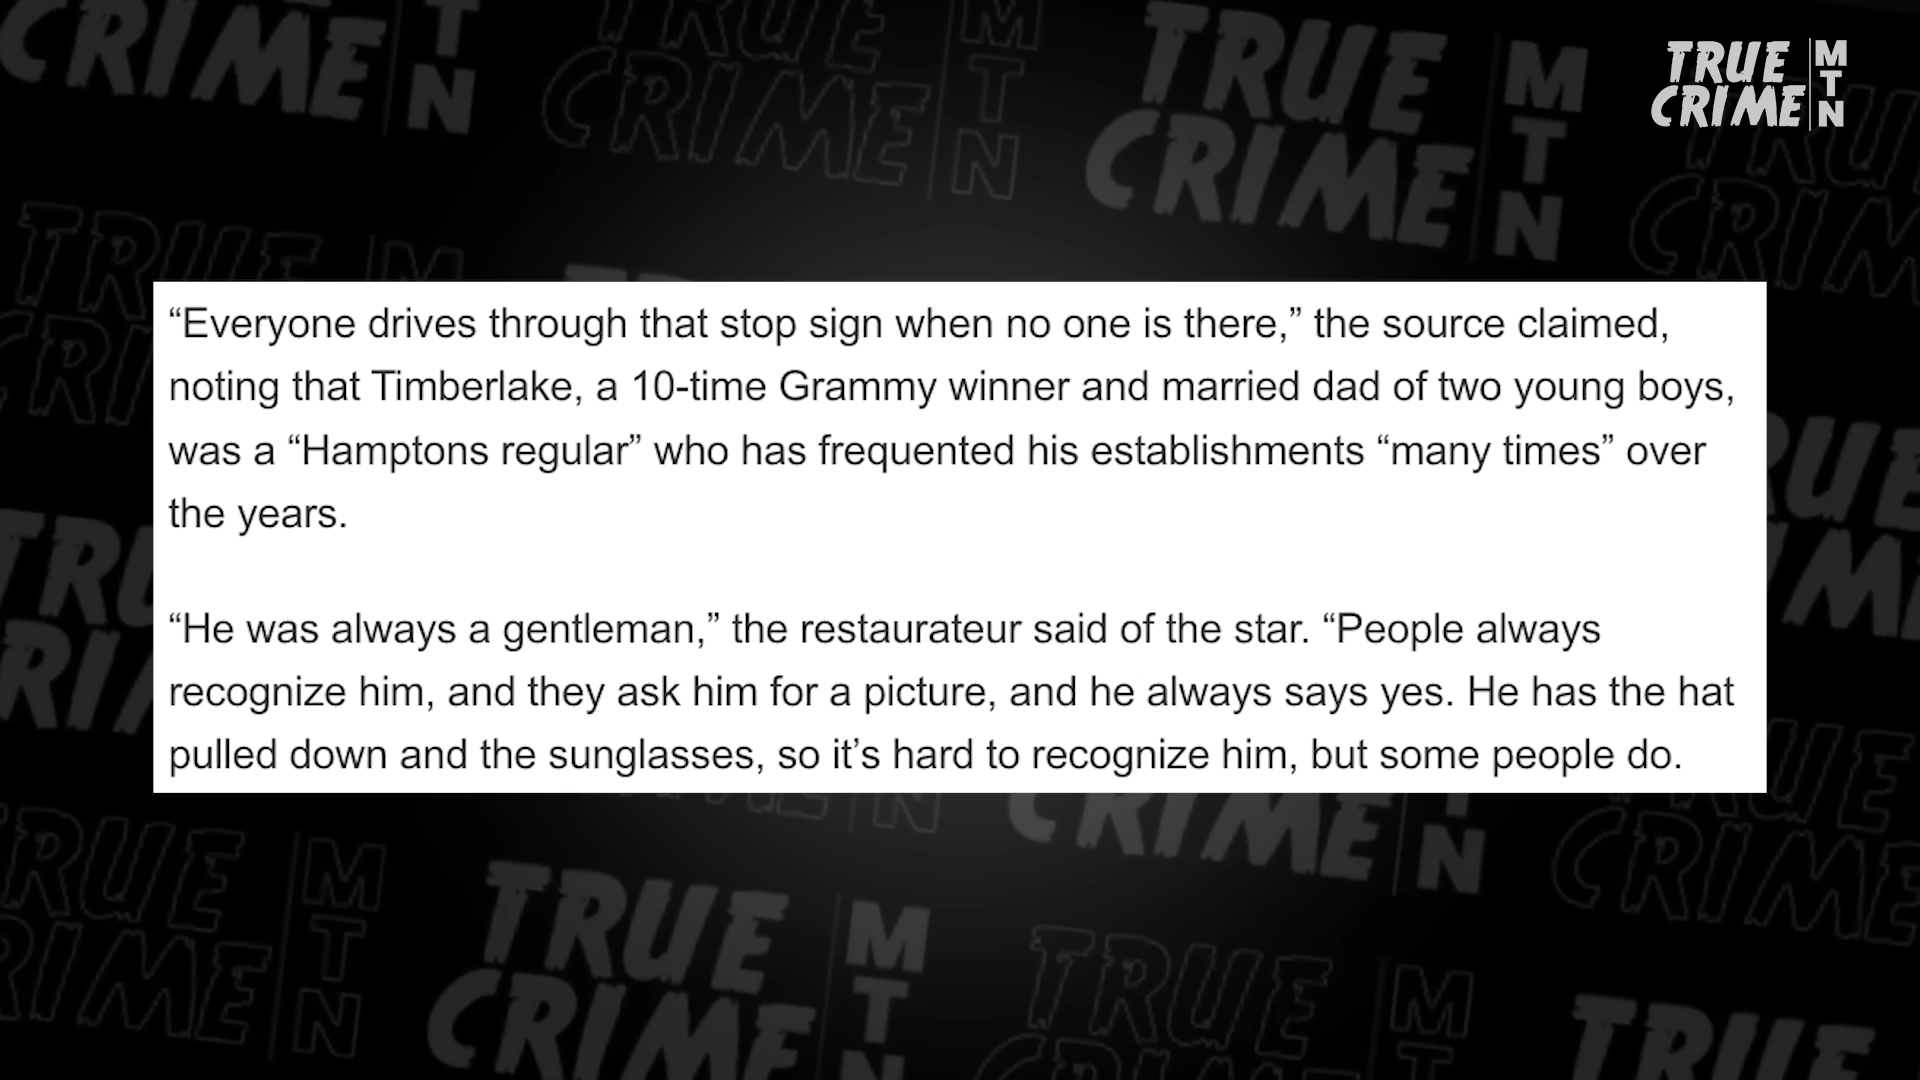 TRUE
CRIME
MTN
“Everyone drives through that stop sign when no one is there,” the source claimed,
noting that Timberlake, a 10-time Grammy winner and married dad of two young boys,
was a “Hamptons regular” who has frequented his establishments “many times” over
the years.
“He was always a gentleman,” the restaurateur said of the star. “People always
recognize him, and they ask him for a picture, and he always says yes. He has the hat
pulled down and the sunglasses, so it’s hard to recognize him, but some people do.